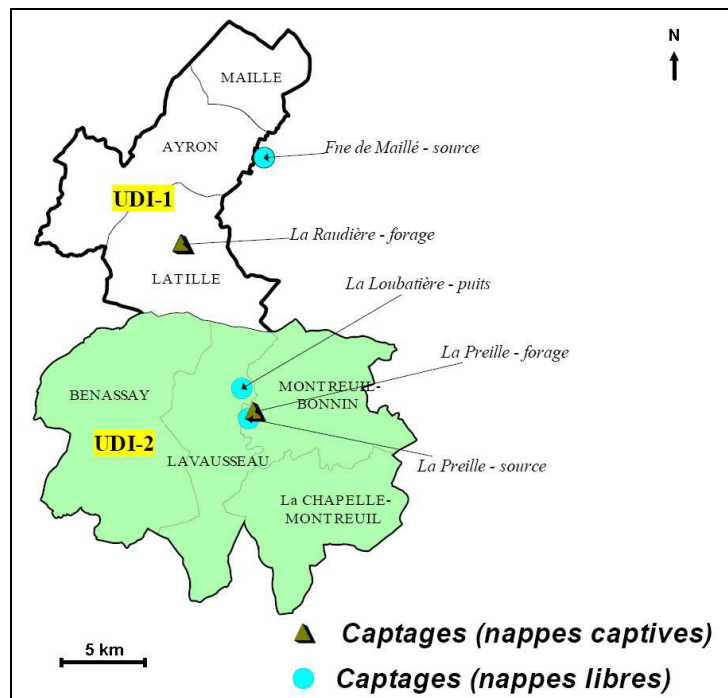 N
MAILLE
AYRON
Fne de Maillé - source
UDI-1
La Raudière - forage
LATILLE
La Loubatière - puits
La Preille - forage
BENASSAY
MONTREUIL-
BONNIN
UDI-2
LAVAUSSEAU
La Preille - source
La CHAPELLE-
MONTREUIL
Captages (nappes captives)
5 km
Captages (nappes libres)